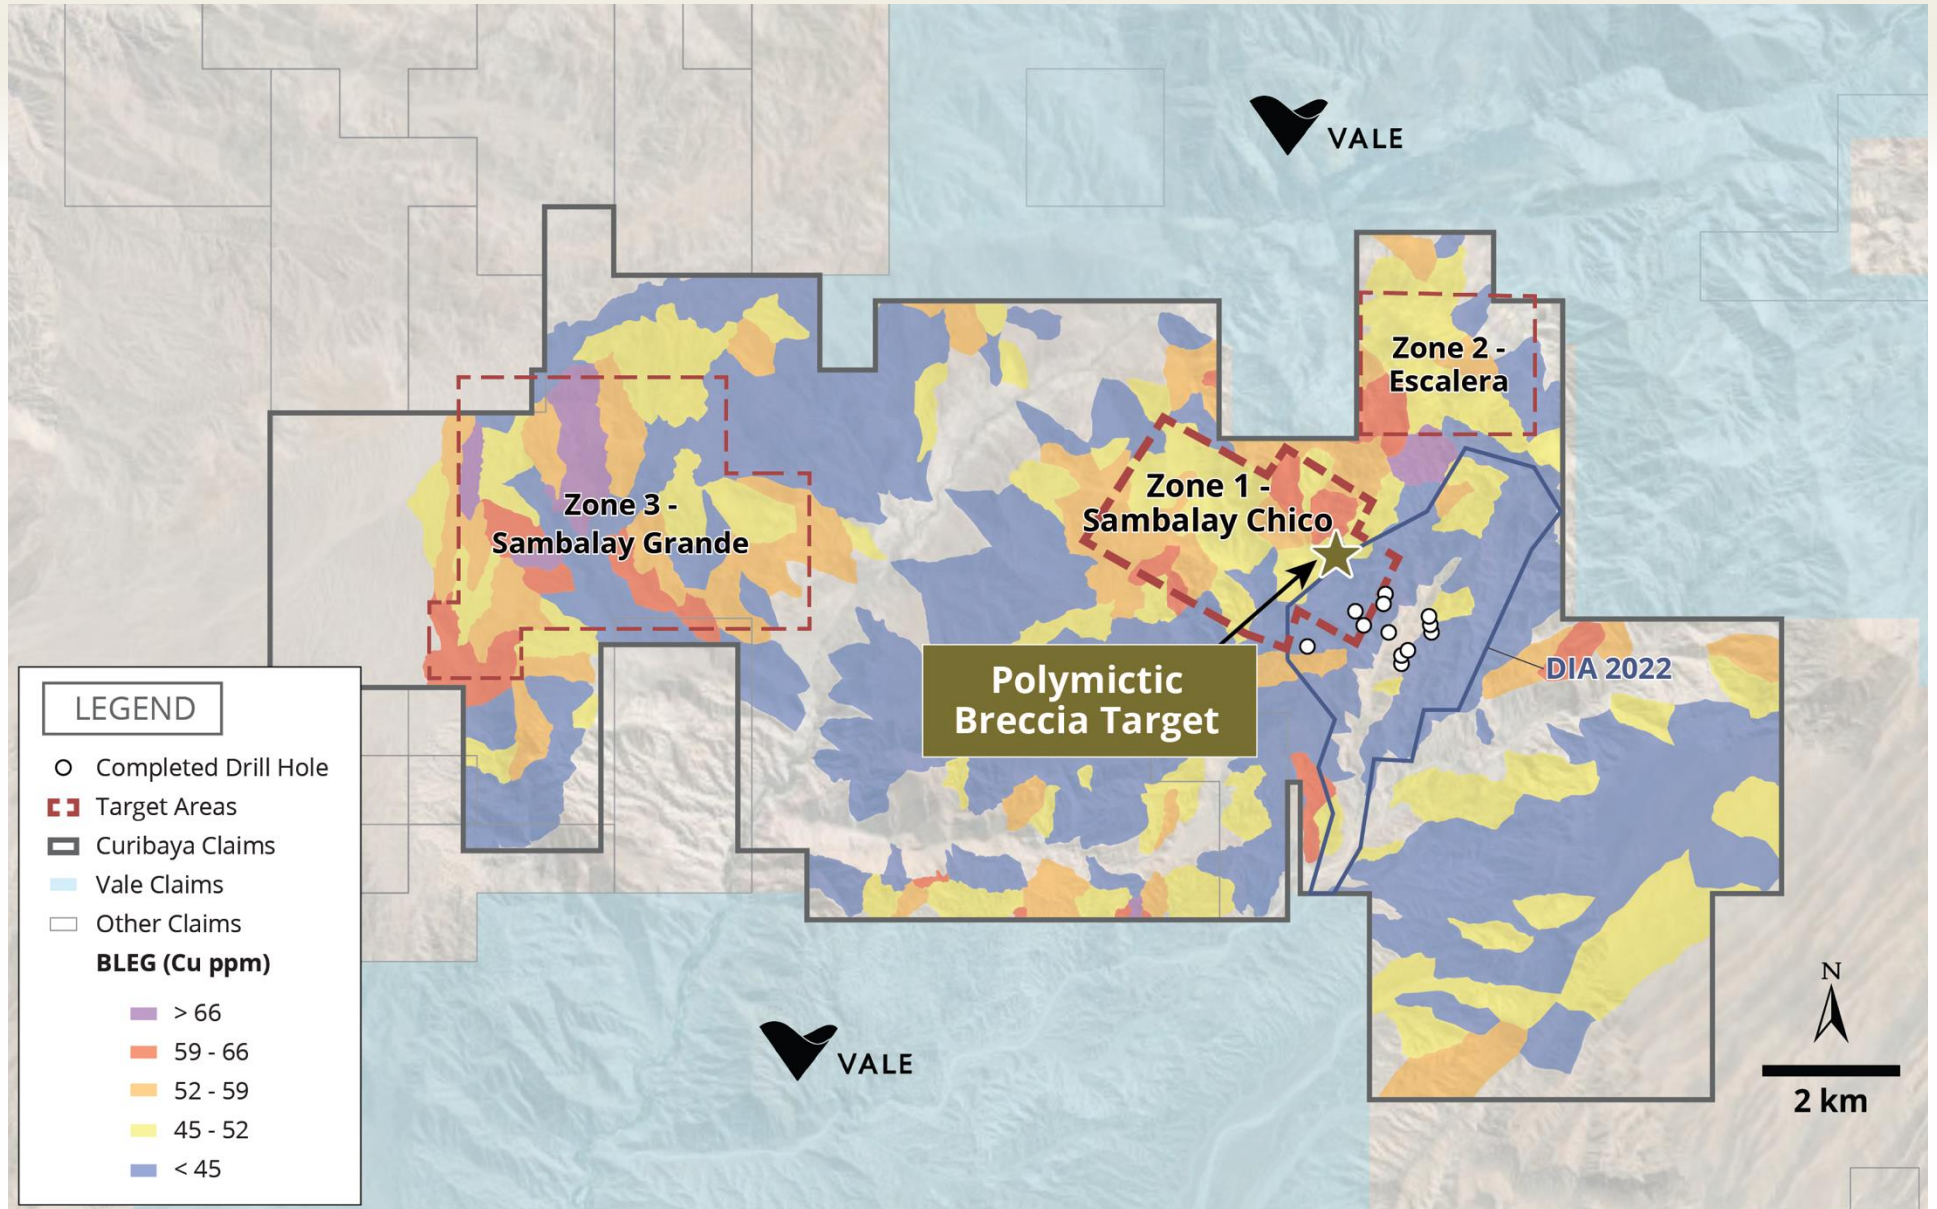 VALE
Zone 2 -
Escalera
Zone 1 -
Sambalay Chico
Zone 3 -
Sambalay Grande
Polymictic
Breccia Target
DIA 2022
LEGEND
Completed Drill Hole
Target Areas
Curibaya Claims
Vale Claims
Other Claims
BLEG (Cu ppm)
> 66
59 - 66
52 - 59
45 - 52
< 45
VALE
N
2 km